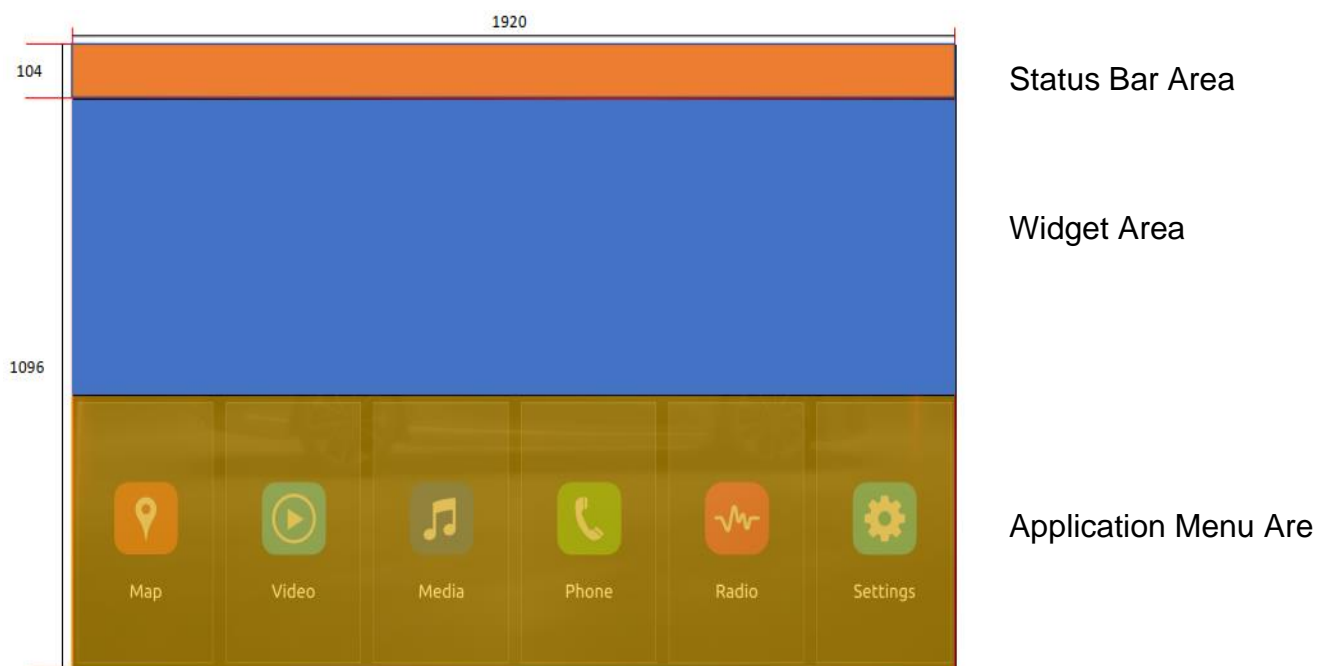 1920
104
Status Bar Area
Widget Area
1096
Application Menu Are
Map
Video
Media
Phone
Radio
Settings